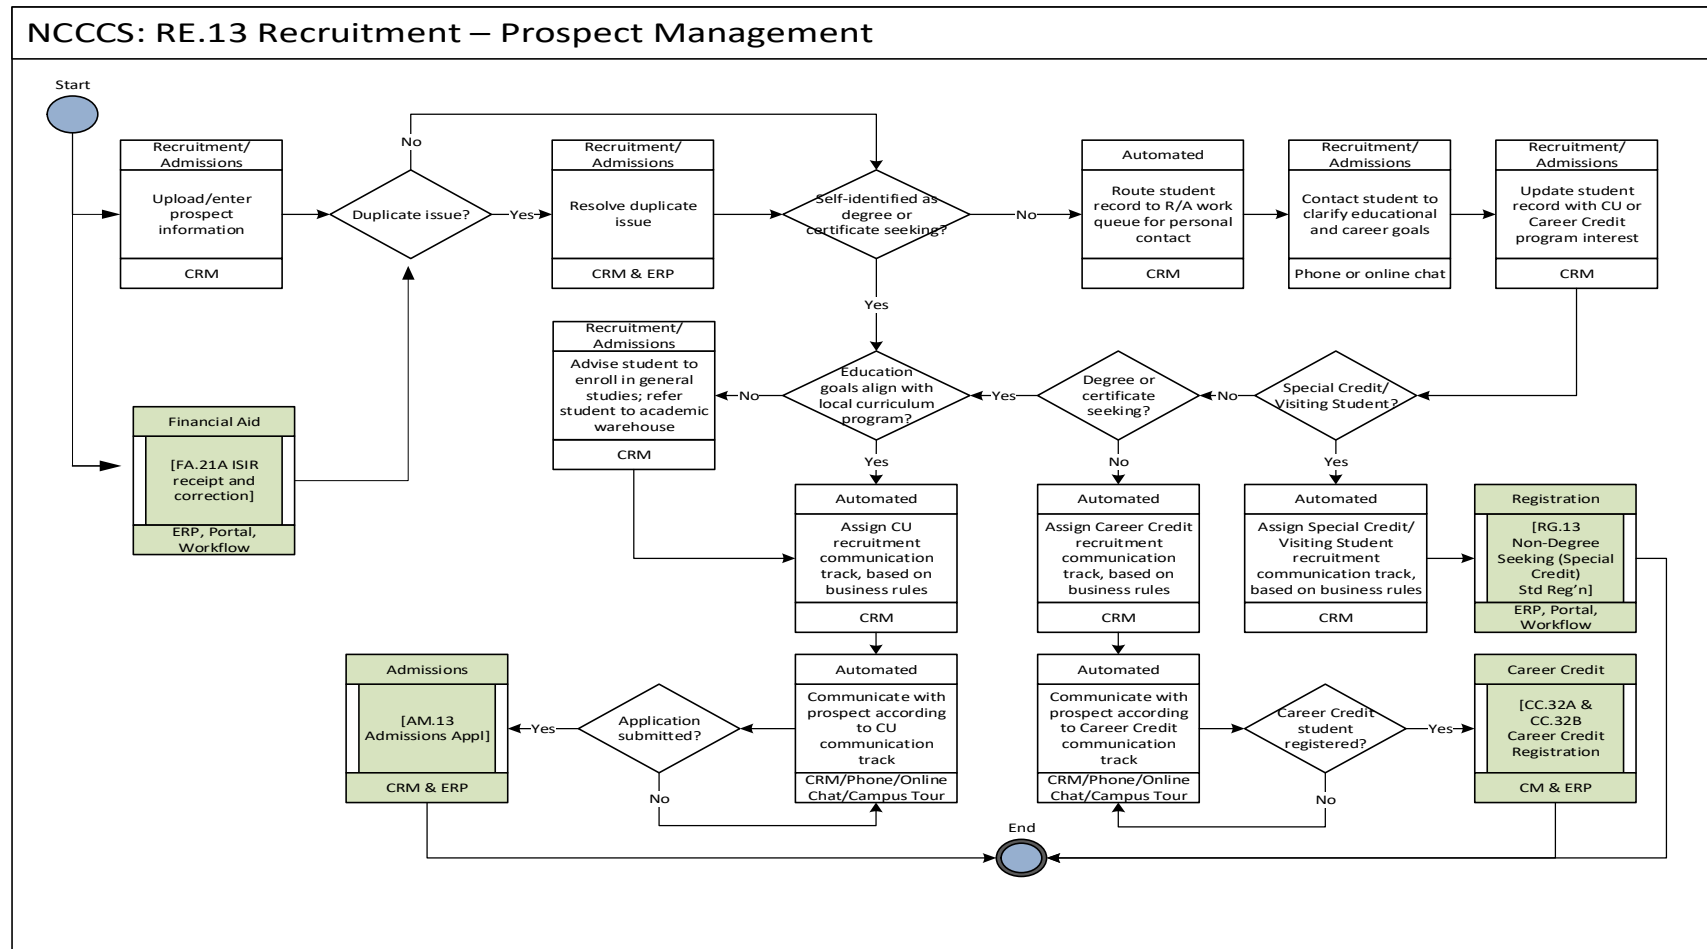 NCCCS: RE.13 Recruitment – Prospect Management
Start
Recruitment/
Admissions
Upload/enter
prospect
information
CRM
Duplicate issue?
No
Yes
Recruitment/
Admissions
Resolve duplicate
issue
CRM & ERP
Self-identified as
degree or
certificate seeking?
No
Yes
Automated
Route student
record to R/A work
queue for personal
contact
CRM
Recruitment/
Admissions
Contact student to
clarify educational
and career goals
Phone or online chat
Recruitment/
Admissions
Update student
record with CU or
Career Credit
program interest
CRM
Financial Aid
[FA.21A ISIR
receipt and
correction]
ERP, Portal,
Workflow
Recruitment/
Admissions
Advise student to
enroll in general
studies; refer
student to academic
warehouse
CRM
No
Education
goals align with
local curriculum
program?
Yes
Yes
Degree or
certificate
seeking?
No
No
Special Credit/
Visiting Student?
Yes
Automated
Assign CU
recruitment
communication
track, based on
business rules
CRM
Automated
Assign Career Credit
recruitment
communication
track, based on
business rules
CRM
Automated
Assign Special Credit/
Visiting Student
recruitment
communication track,
based on business rules
CRM
Registration
[RG.13
Non-Degree
Seeking (Special
Credit)
Std Reg’n]
ERP, Portal,
Workflow
Admissions
[AM.13
Admissions Appl]
CRM & ERP
Yes
Application
submitted?
No
Automated
Communicate with
prospect according
to CU
communication
track
CRM/Phone/Online
Chat/Campus Tour
Automated
Communicate with
prospect according
to Career Credit
communication
track
CRM/Phone/Online
Chat/Campus Tour
Career Credit
student
registered?
Yes
No
Career Credit
[CC.32A &
CC.32B
Career Credit
Registration
CM & ERP
End